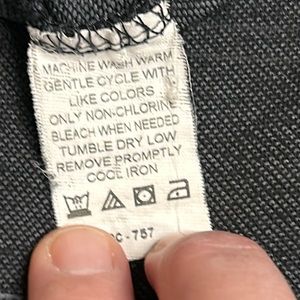 MACHINE WASH WARM
GENTLE CYCLE WITH
LIKE COLORS
ONLY NON-CHLORINE
BLEACH WHEN NEEDED
TUMBLE DRY LOW
REMOVE PROMPTLY
COOL IRON
C - 757